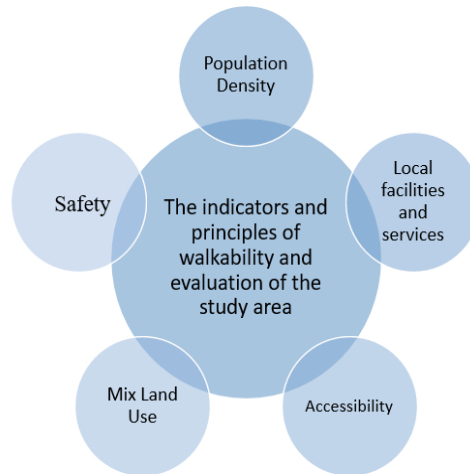 Population
Density
Local
facilities
and
services
Safety
The indicators and
principles of
walkability and
evaluation of the
study area
Mix Land
Use
Accessibility